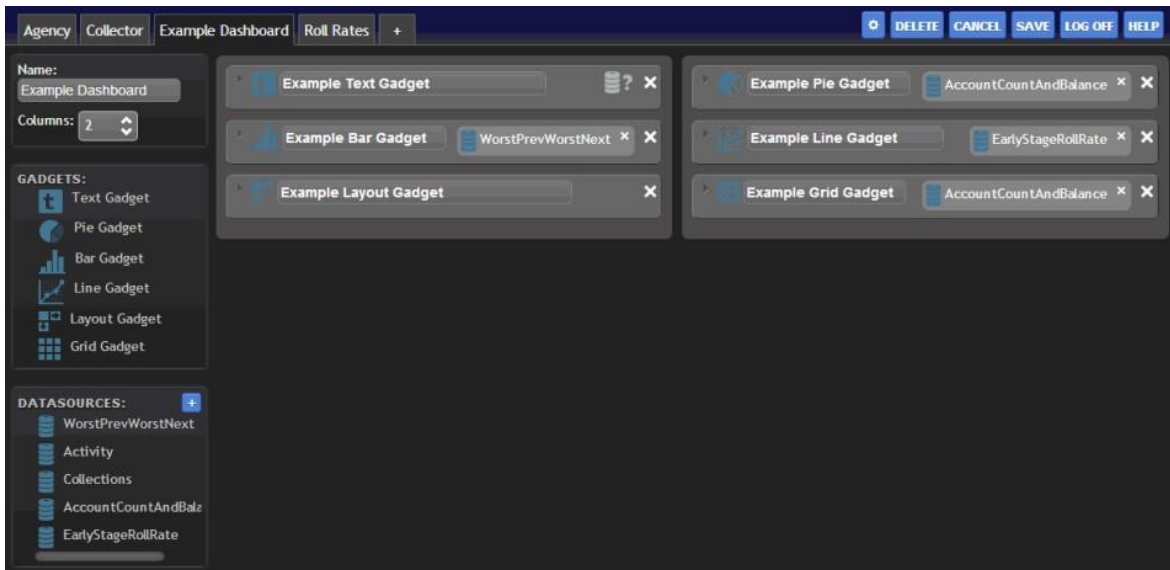 Agency Collector Example Dashboard Roll Rates + DELETE CANCEL SAVE LOG OFF HELP
Name:
Example Dashboard
Columns: 2
GADGETS:
t Text Gadget
Pie Gadget
Bar Gadget
Line Gadget
Layout Gadget
Grid Gadget
DATASOURCES: +
WorstPrevWorstNext
Activity
Collections
AccountCountAndBala
EarlyStageRollRate
Example Text Gadget ? ×
Example Bar Gadget WorstPrevWorstNext × ×
Example Layout Gadget ×
Example Pie Gadget AccountCountAndBalance × ×
Example Line Gadget EarlyStageRollRate × ×
Example Grid Gadget AccountCountAndBalance × ×